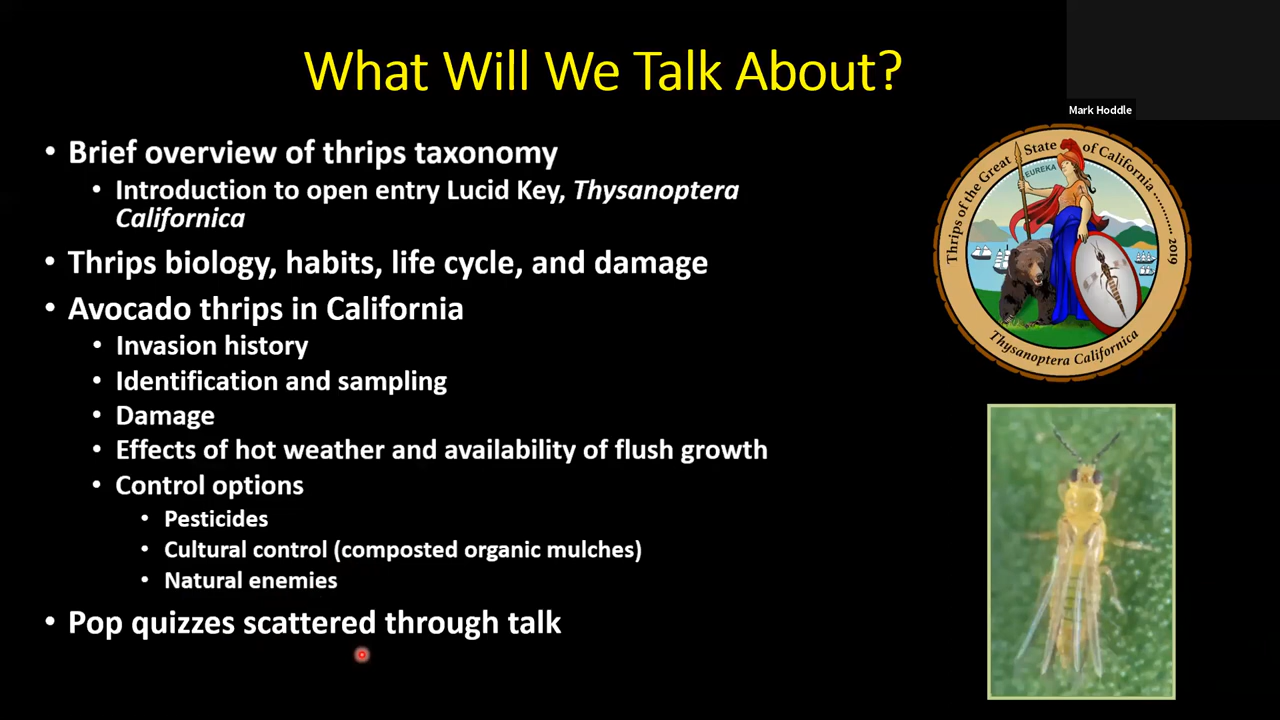 What Will We Talk About?
Mark Hoddle
• Brief overview of thrips taxonomy
• Introduction to open entry Lucid Key, Thysanoptera
Californica
• Thrips biology, habits, life cycle, and damage
• Avocado thrips in California
• Invasion history
• Identification and sampling
• Damage
• Effects of hot weather and availability of flush growth
• Control options
• Pesticides
• Cultural control (composted organic mulches)
• Natural enemies
• Pop quizzes scattered through talk
Thrips of the Great State of California .......... 2019
EUREKA
Thysanoptera Californica